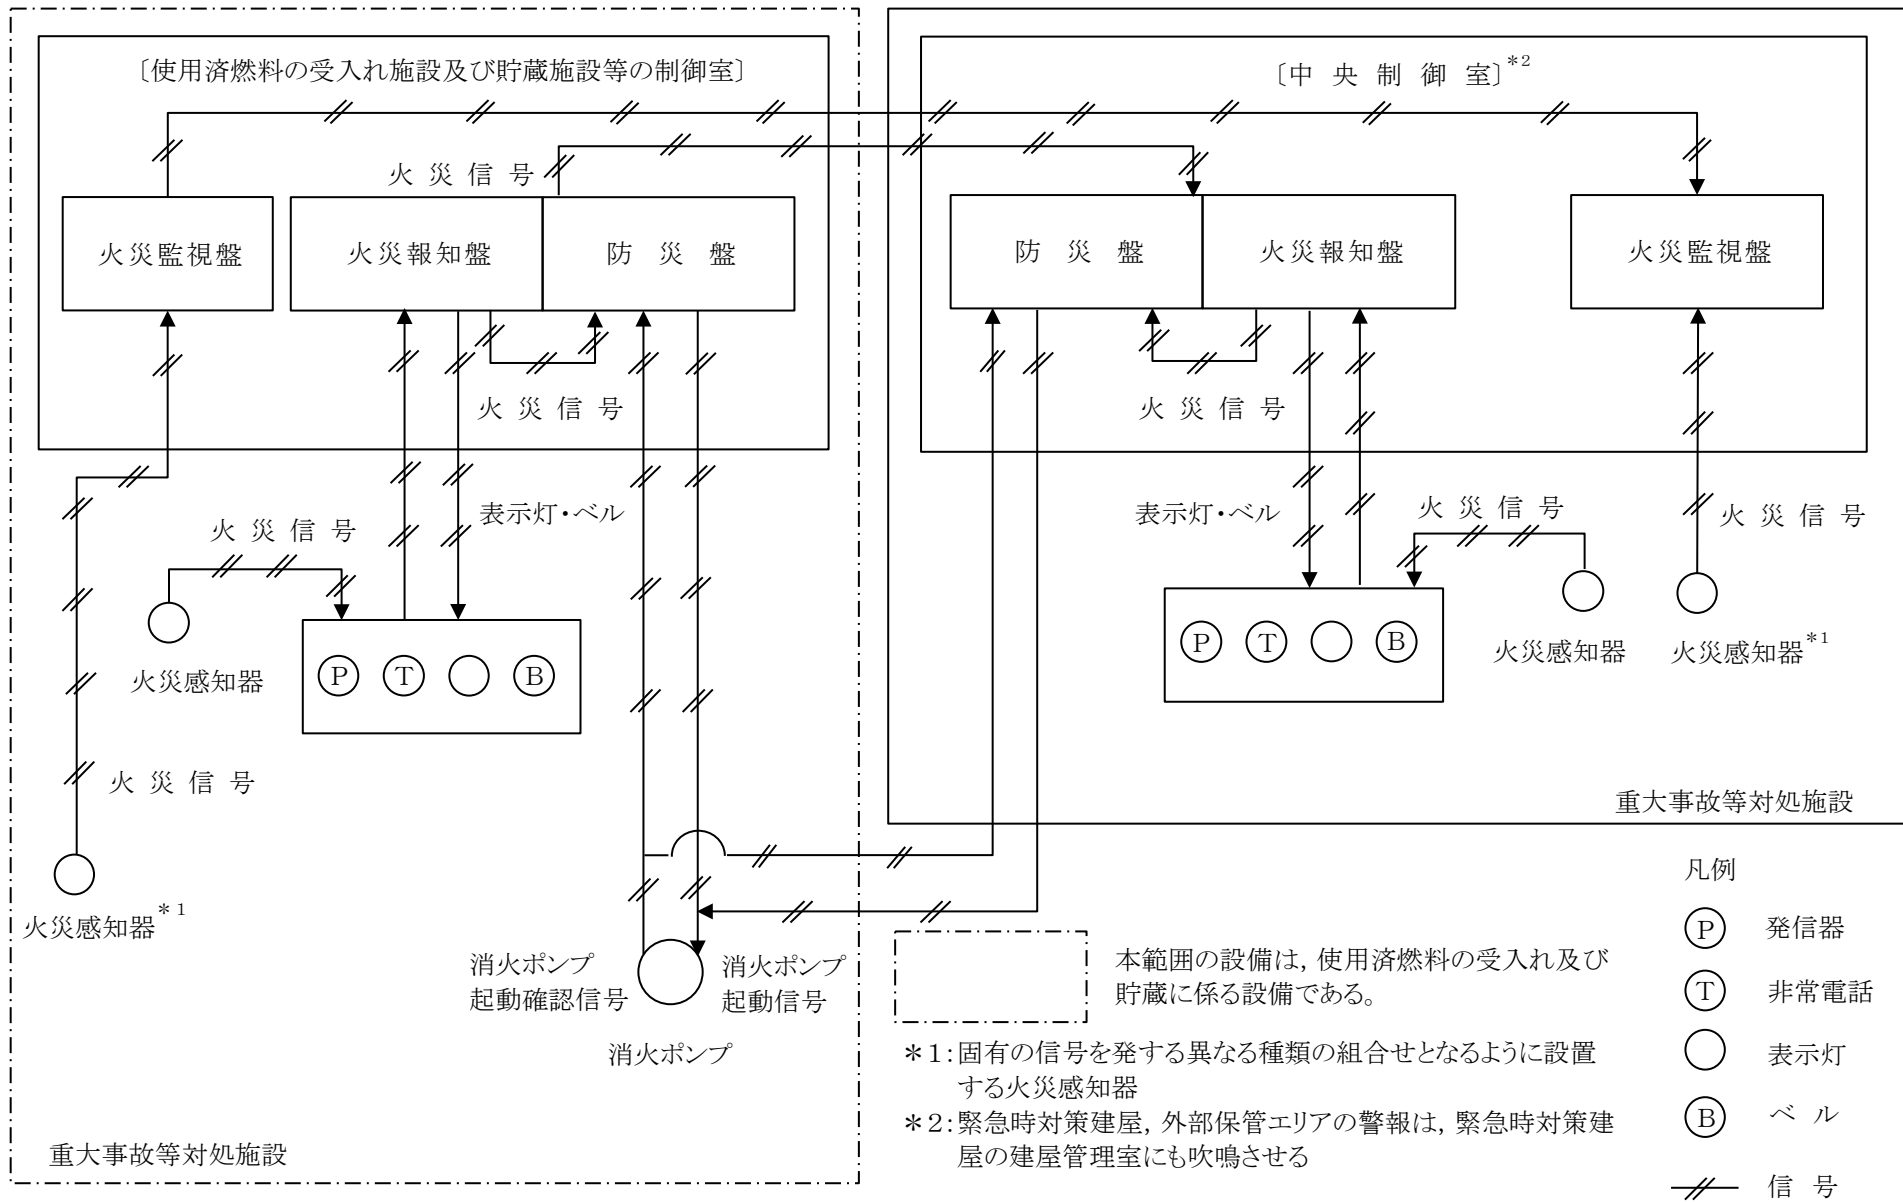 〔使用済燃料の受入れ施設及び貯蔵施設等の制御室〕
火災信号
火災監視盤
火災報知盤
防災盤
火災信号
表示灯・ベル
火災信号
火災感知器
P T B
火災信号
火災感知器*1
消火ポンプ
起動確認信号
消火ポンプ
起動信号
消火ポンプ
重大事故等対処施設
〔中央制御室〕*2
防災盤
火災報知盤
火災監視盤
火災信号
表示灯・ベル
火災信号
火災信号
P T B
火災感知器
火災感知器*1
重大事故等対処施設
本範囲の設備は，使用済燃料の受入れ及び
貯蔵に係る設備である。
＊1：固有の信号を発する異なる種類の組合せとなるように設置
する火災感知器
＊2：緊急時対策建屋，外部保管エリアの警報は，緊急時対策建
屋の建屋管理室にも吹鳴させる
凡例
P 発信器
T 非常電話
表示灯
B ベル
信号